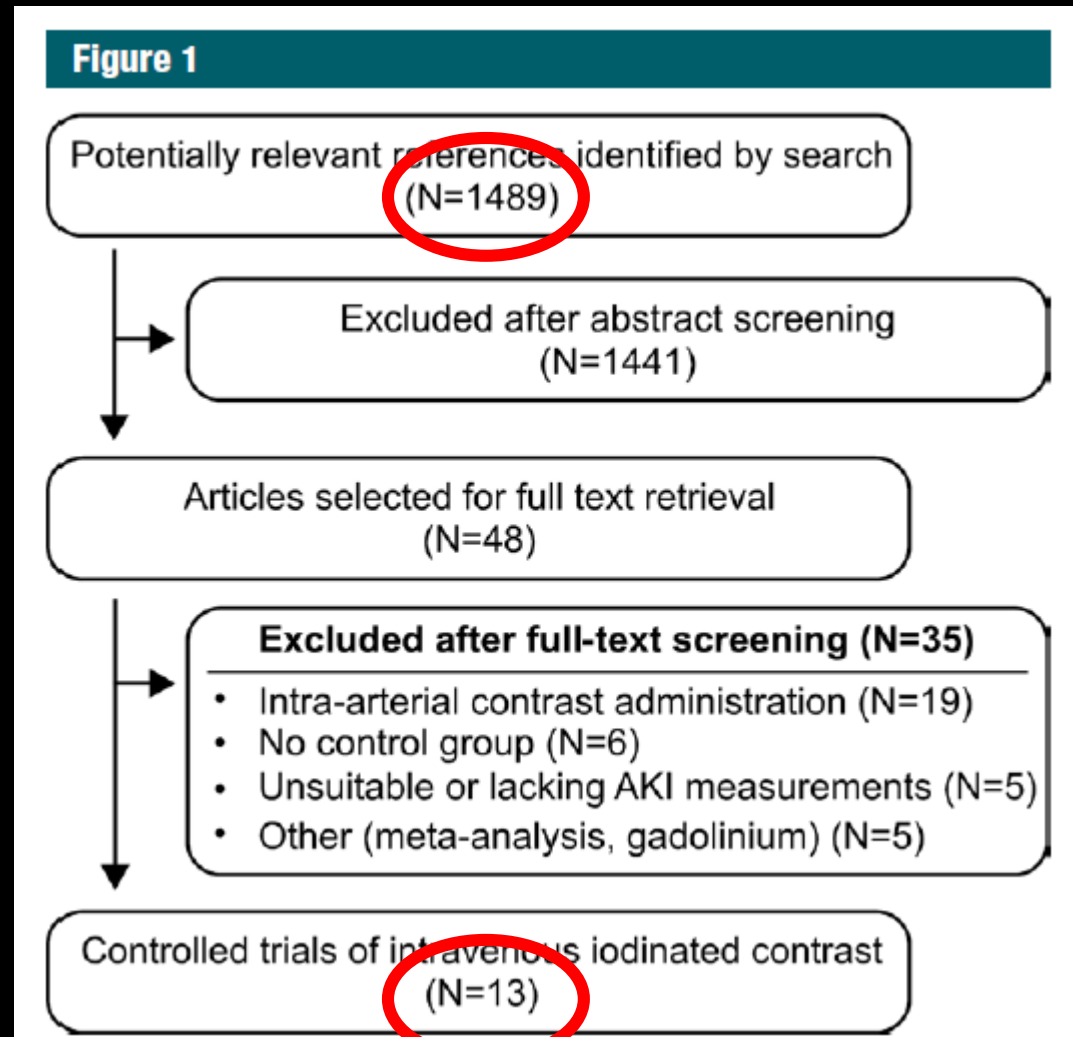 Figure 1
Potentially relevant references identified by search
(N=1489)
Excluded after abstract screening
(N=1441)
Articles selected for full text retrieval
(N=48)
Excluded after full-text screening (N=35)
• Intra-arterial contrast administration (N=19)
• No control group (N=6)
• Unsuitable or lacking AKI measurements (N=5)
• Other (meta-analysis, gadolinium) (N=5)
Controlled trials of intravenous iodinated contrast
(N=13)